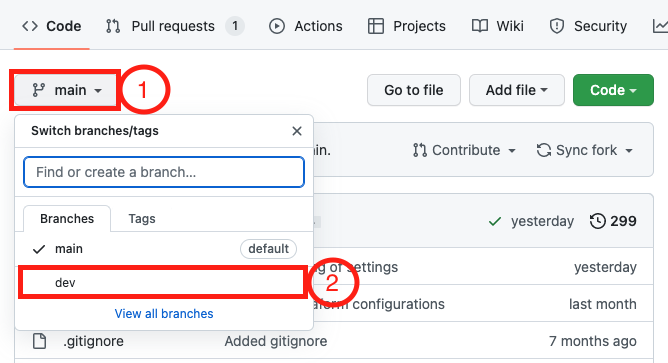 Code Pull requests 1 Actions Projects Wiki Security
main 1 Go to file Add file Code
Switch branches/tags
in. Contribute Sync fork
Find or create a branch...
Branches Tags
yesterday 299
main default
g of settings yesterday
dev 2
aform configurations last month
View all branches
.gitignore Added gitignore 7 months ago